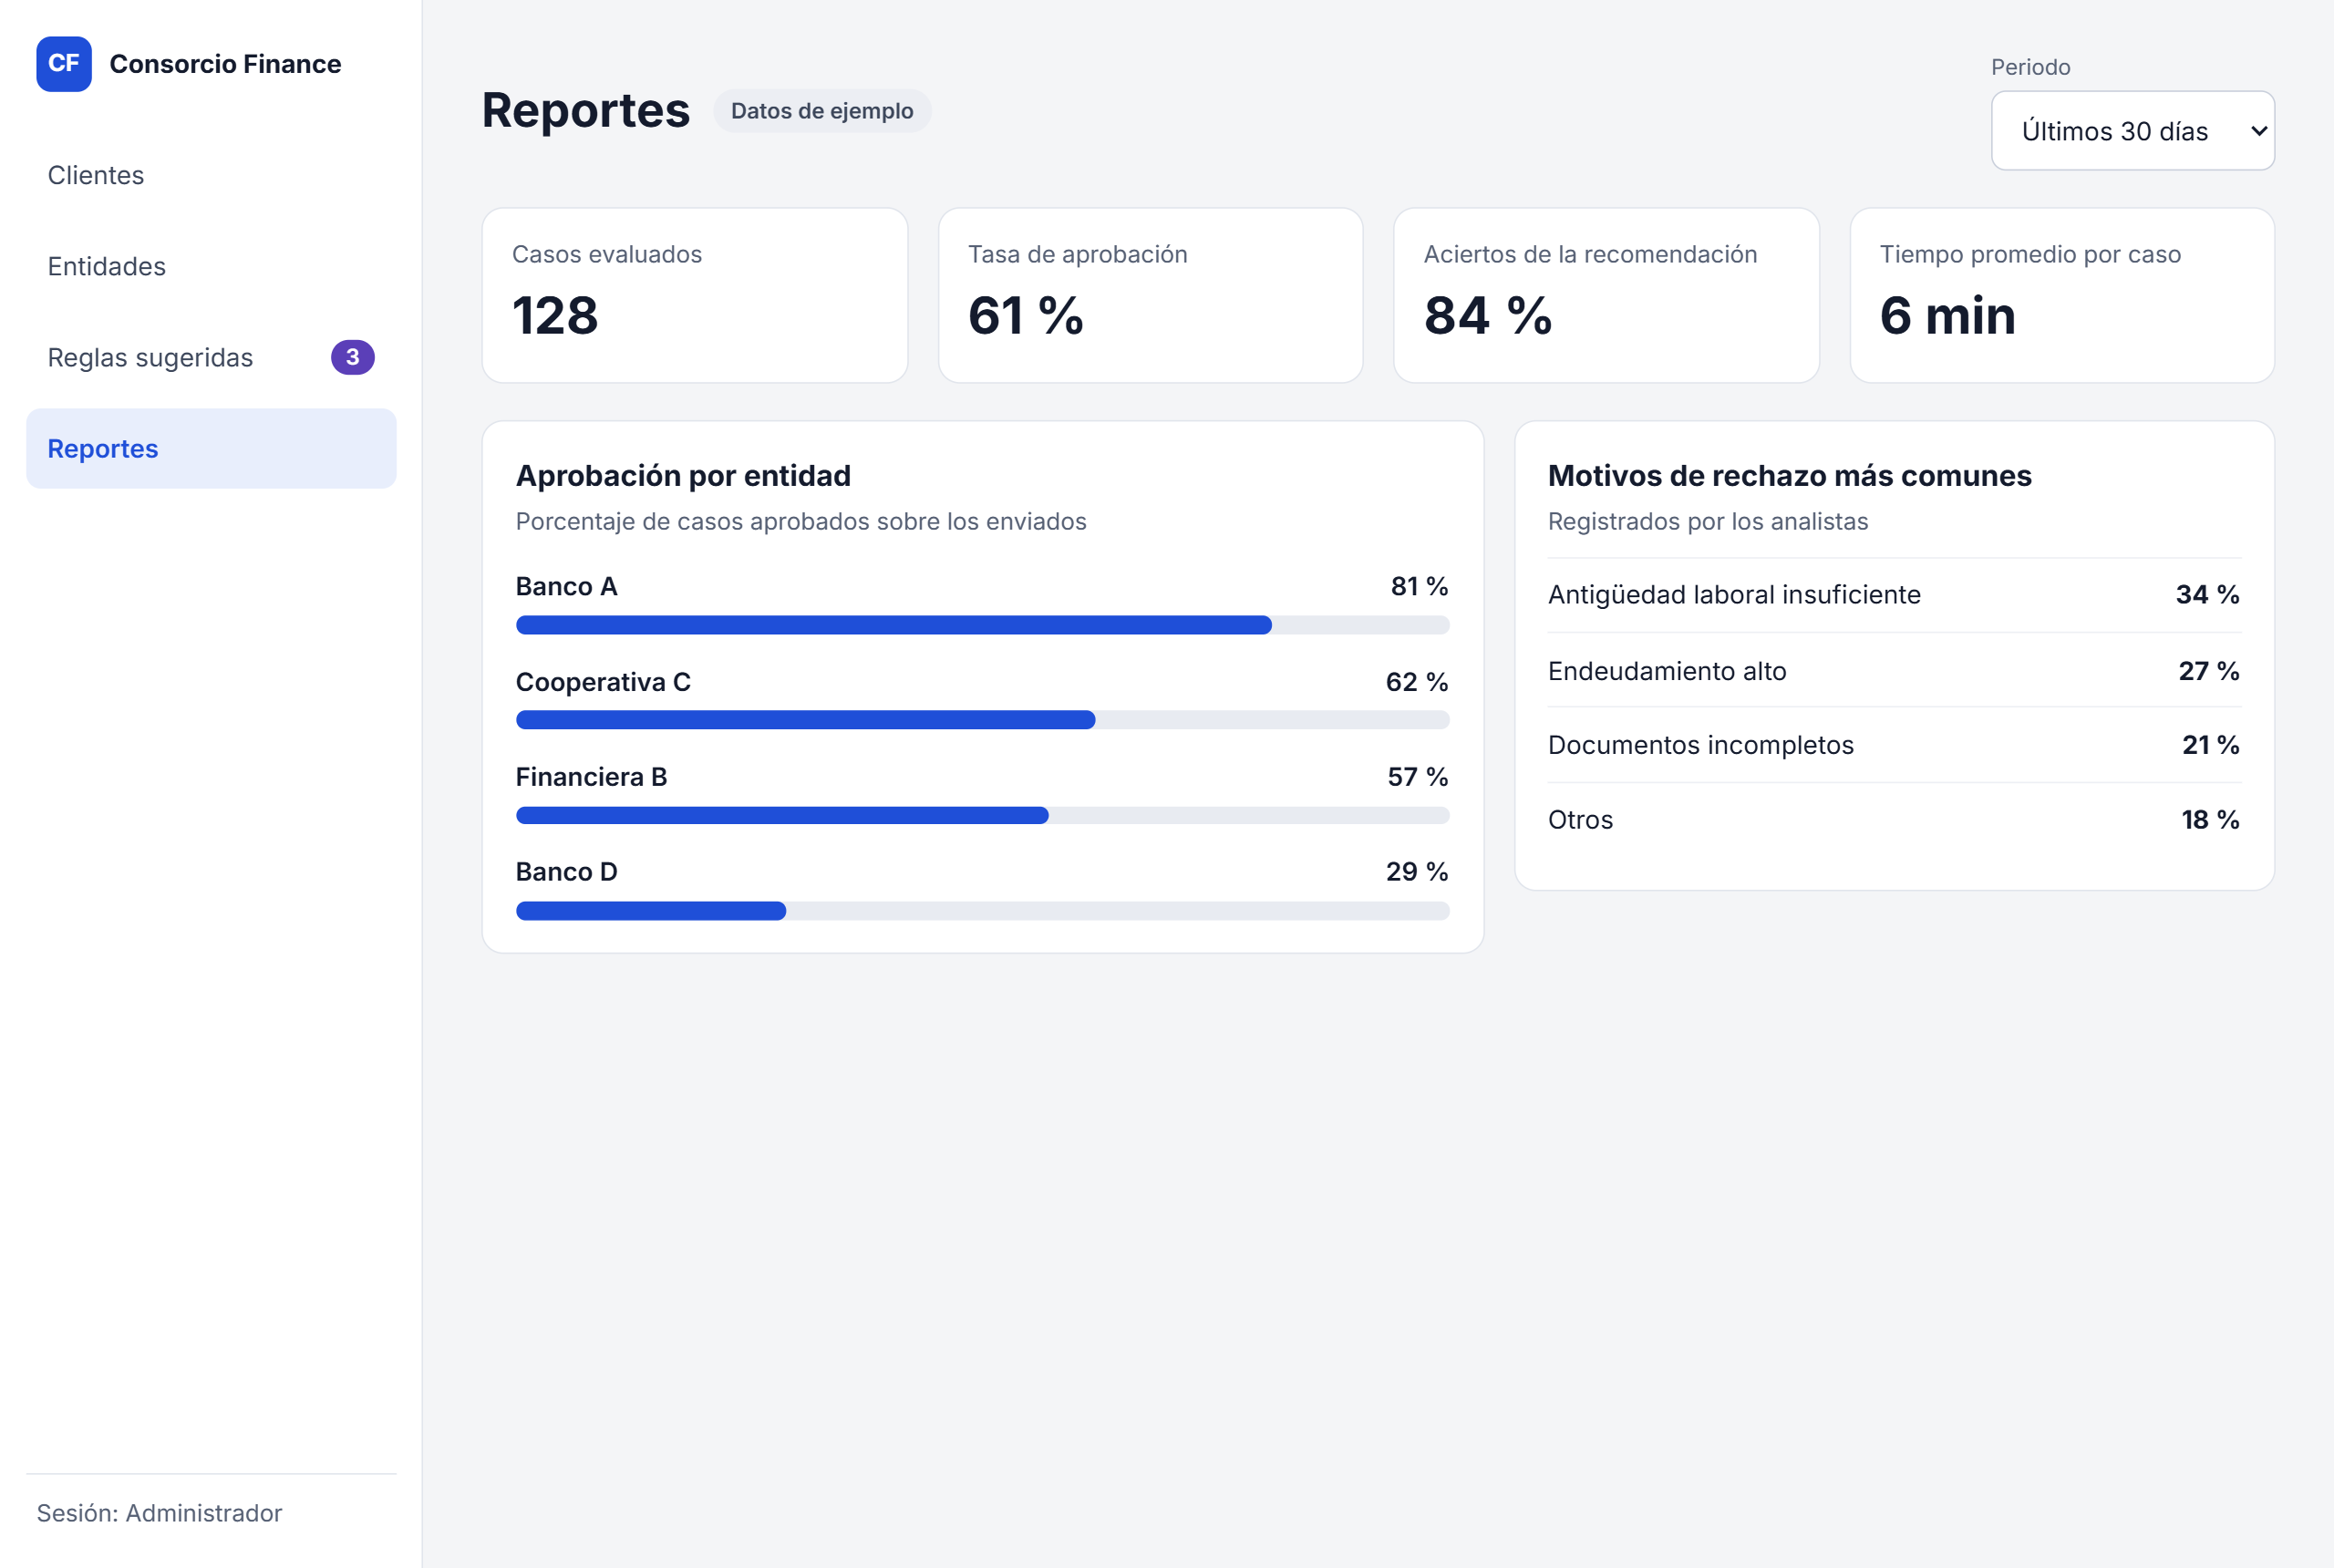 CF Consorcio Finance
Clientes
Entidades
Reglas sugeridas 3
Reportes
Sesión: Administrador
Reportes Datos de ejemplo
Periodo
Últimos 30 días
Casos evaluados
128
Tasa de aprobación
61 %
Aciertos de la recomendación
84 %
Tiempo promedio por caso
6 min
Aprobación por entidad
Porcentaje de casos aprobados sobre los enviados
Banco A 81 %
Cooperativa C 62 %
Financiera B 57 %
Banco D 29 %
Motivos de rechazo más comunes
Registrados por los analistas
Antigüedad laboral insuficiente 34 %
Endeudamiento alto 27 %
Documentos incompletos 21 %
Otros 18 %